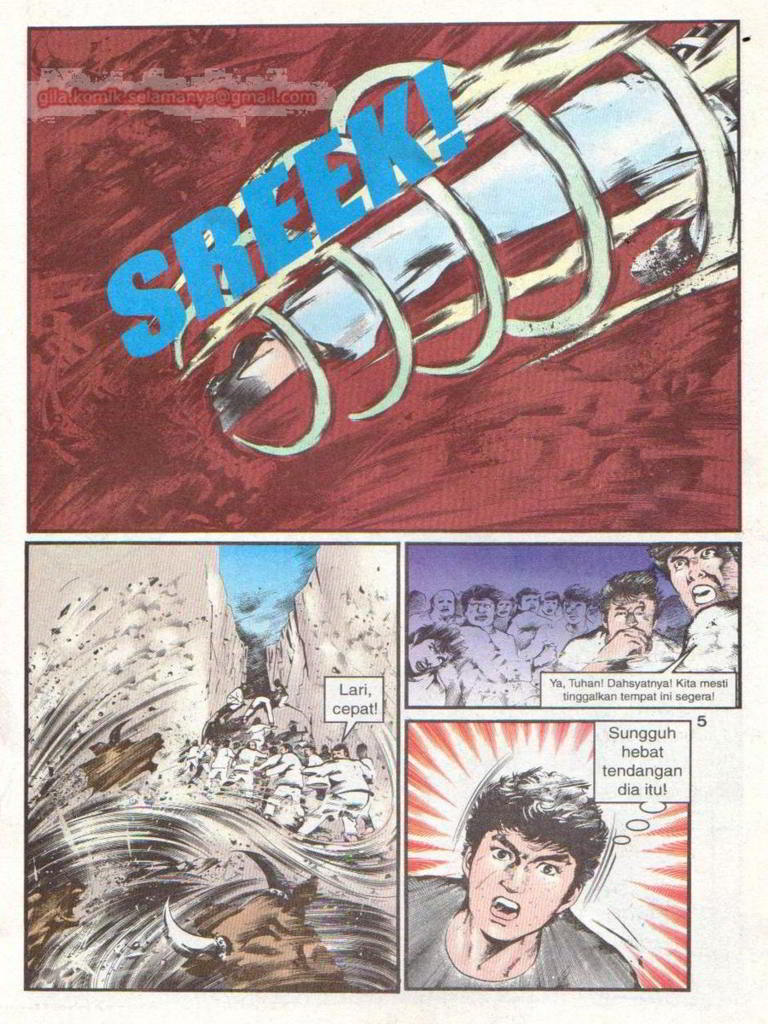 gila.komik.selamanya@gmail.com
SREEK!
Lari,
cepat!
Ya, Tuhan! Dahsyatnya! Kita mesti
tinggalkan tempat ini segera!
5
Sungguh
hebat
tendangan
dia itu!